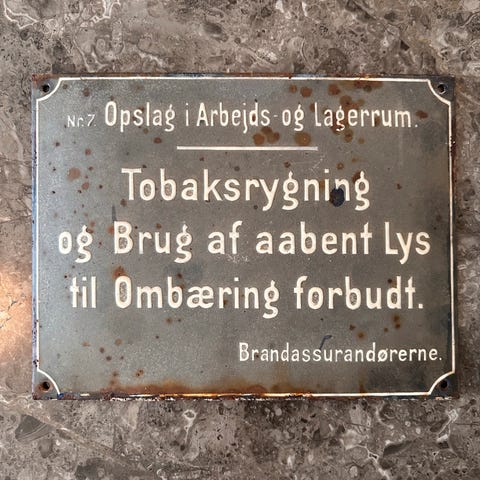 Nr.7. Opslag i Arbejds- og Lagerrum.
Tobaksrygning
og Brug af aabent Lys
til Ombæring forbudt.
Brandassurandørerne.